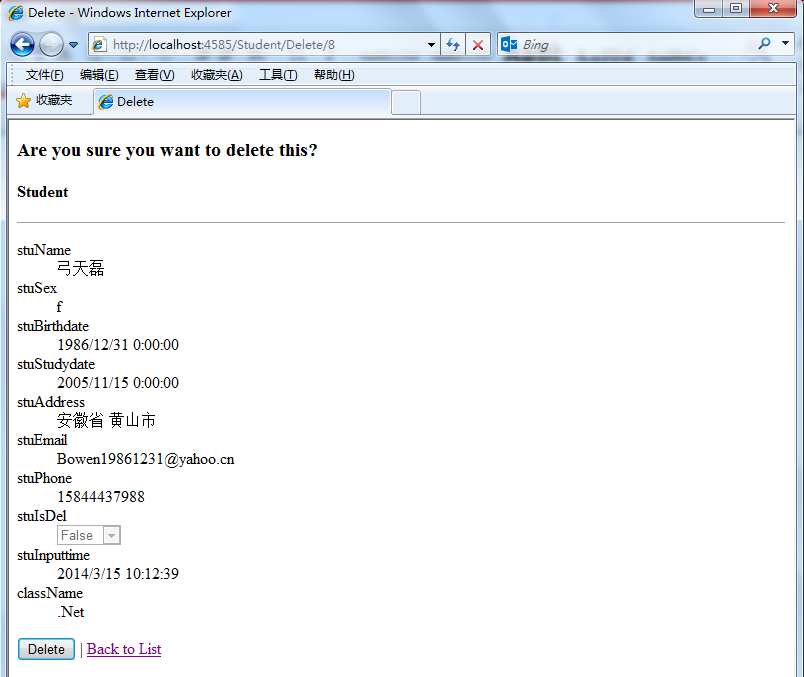 Delete - Windows Internet Explorer
http://localhost:4585/Student/Delete/8
Bing
文件(F) 编辑(E) 查看(V) 收藏夹(A) 工具(T) 帮助(H)
收藏夹 Delete
Are you sure you want to delete this?
Student
stuName
弓天磊
stuSex
f
stuBirthdate
1986/12/31 0:00:00
stuStudydate
2005/11/15 0:00:00
stuAddress
安徽省 黄山市
stuEmail
Bowen19861231@yahoo.cn
stuPhone
15844437988
stuIsDel
False
stuInputtime
2014/3/15 10:12:39
className
.Net
Delete | Back to List